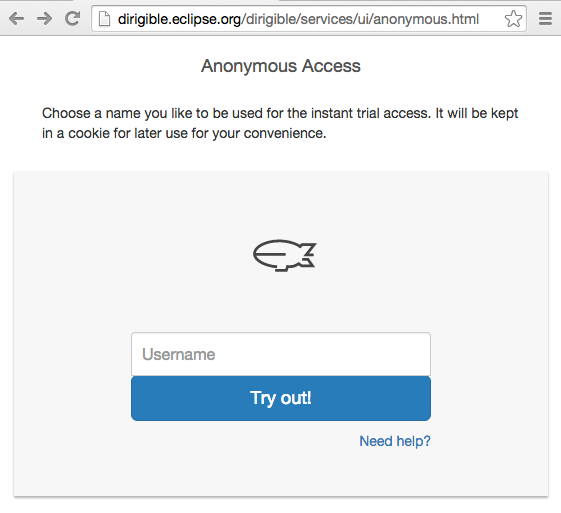 dirigible.eclipse.org/dirigible/services/ui/anonymous.html
Anonymous Access
Choose a name you like to be used for the instant trial access. It will be kept
in a cookie for later use for your convenience.
Username
Try out!
Need help?